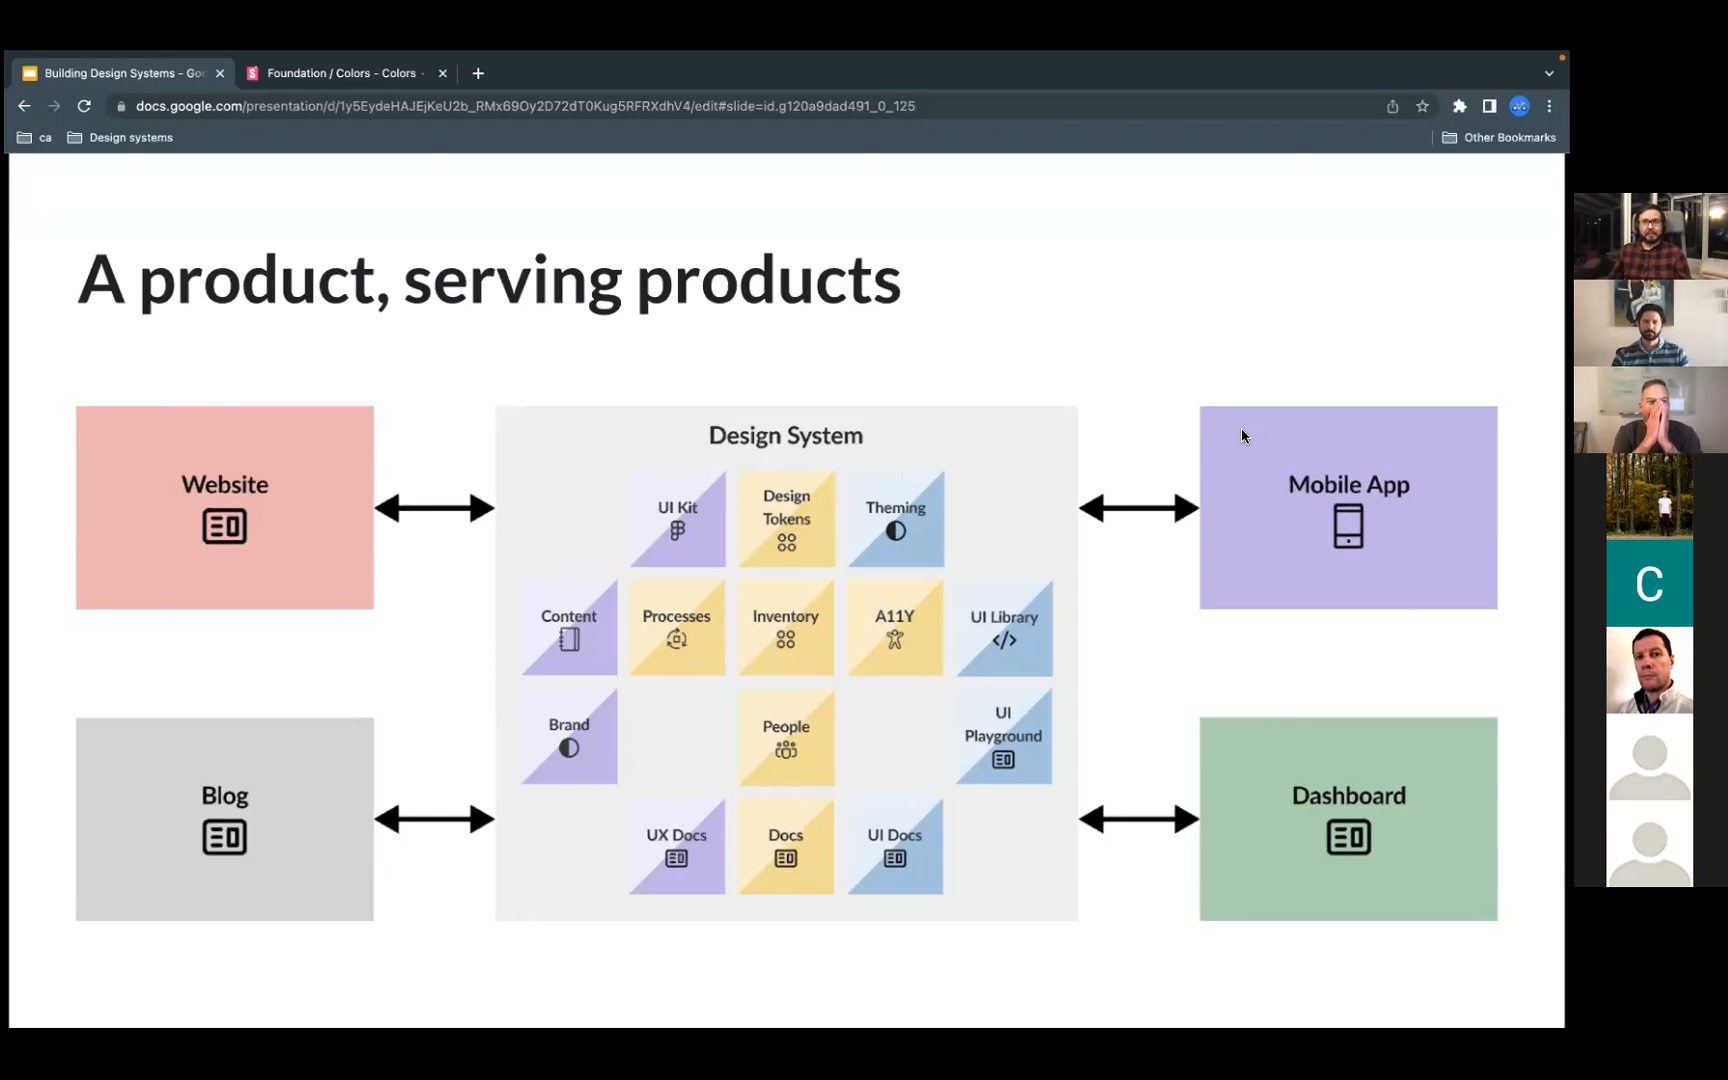 Building Design Systems - Goo
Foundation / Colors - Colors
docs.google.com/presentation/d/1y5EydeHAJEjKeU2b_RMx69Oy2D72dT0Kug5RFRXdhV4/edit#slide=id.g120a9dad491_0_125
ca
Design systems
Other Bookmarks
A product, serving products
Website
Blog
Design System
UI Kit
Design
Tokens
Theming
Content
Processes
Inventory
A11Y
UI Library
</>
Brand
People
UI
Playground
UX Docs
Docs
UI Docs
Mobile App
Dashboard
C